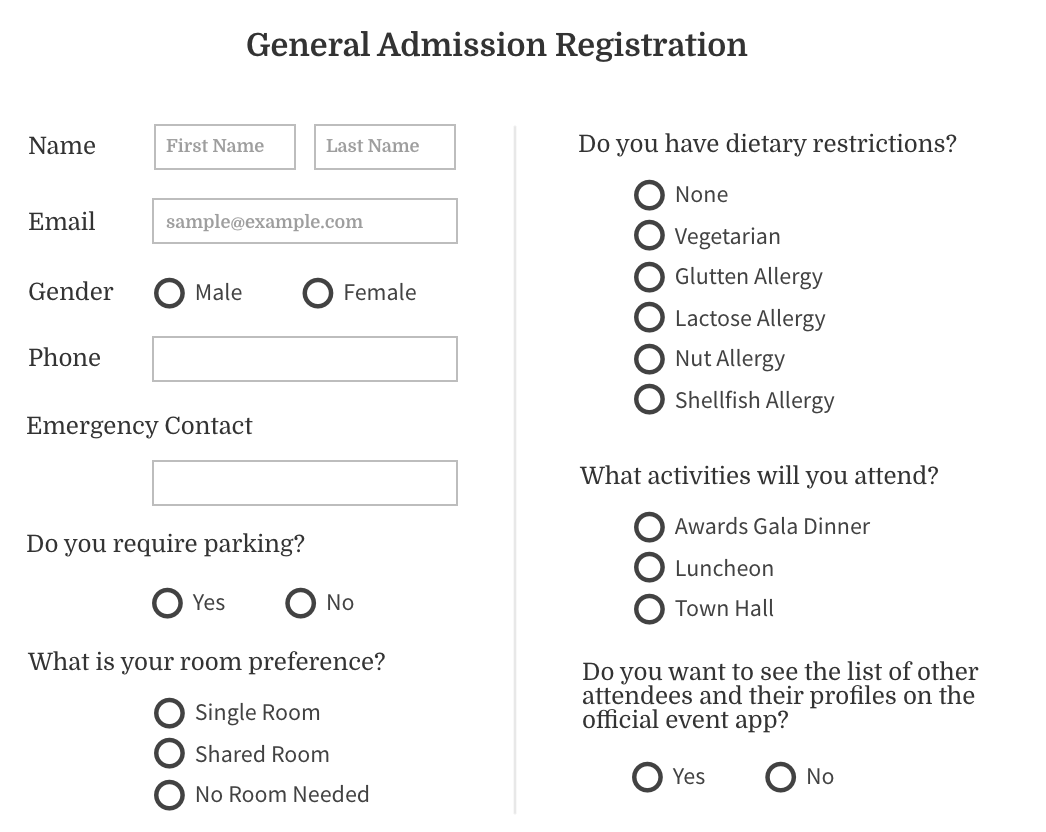 General Admission Registration
Name First Name Last Name
Email sample@example.com
Gender Male Female
Phone
Emergency Contact
Do you require parking?
Yes No
What is your room preference?
Single Room
Shared Room
No Room Needed
Do you have dietary restrictions?
None
Vegetarian
Glutten Allergy
Lactose Allergy
Nut Allergy
Shellfish Allergy
What activities will you attend?
Awards Gala Dinner
Luncheon
Town Hall
Do you want to see the list of other
attendees and their profiles on the
official event app?
Yes No